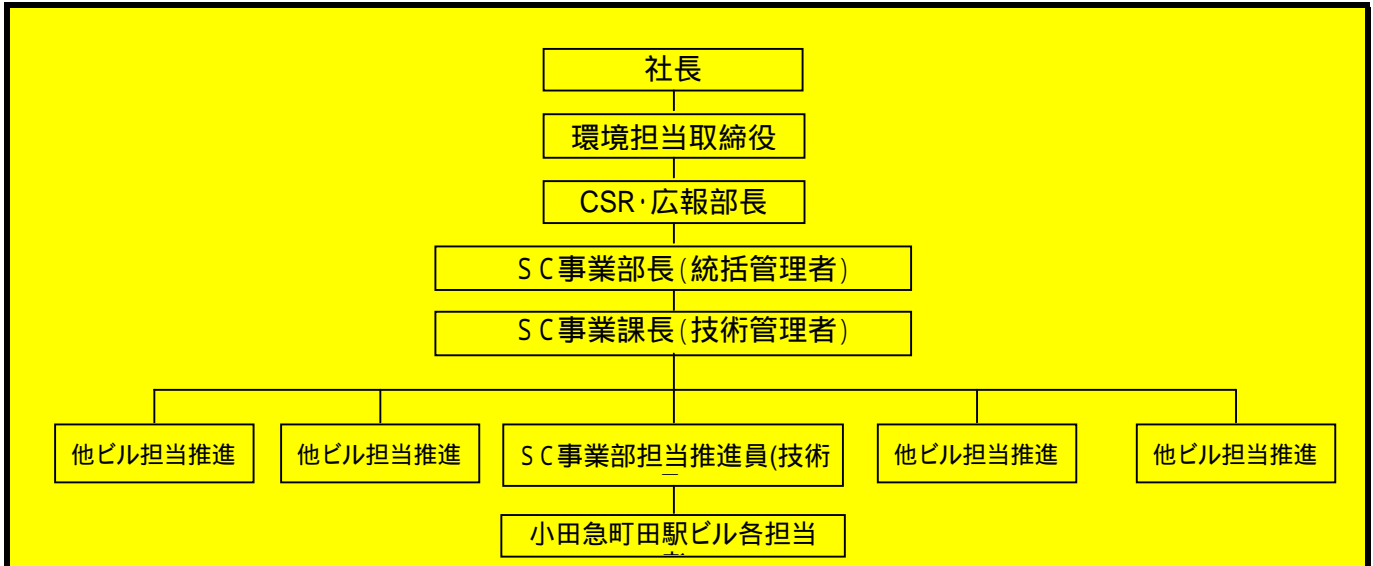 社長
環境担当取締役
CSR・広報部長
ＳＣ事業部長(統括管理者)
ＳＣ事業課長(技術管理者)
他ビル担当推進
他ビル担当推進
ＳＣ事業部担当推進員(技術
他ビル担当推進
他ビル担当推進
小田急町田駅ビル各担当